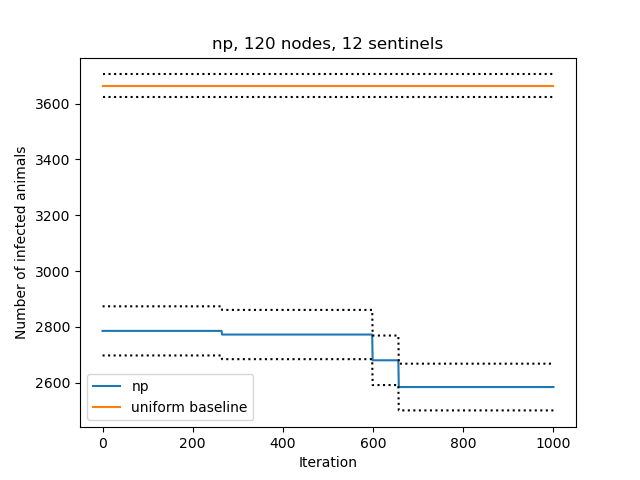 np, 120 nodes, 12 sentinels
Number of infected animals
3600
3400
3200
3000
2800
2600
np
uniform baseline
0
200
400
600
800
1000
Iteration